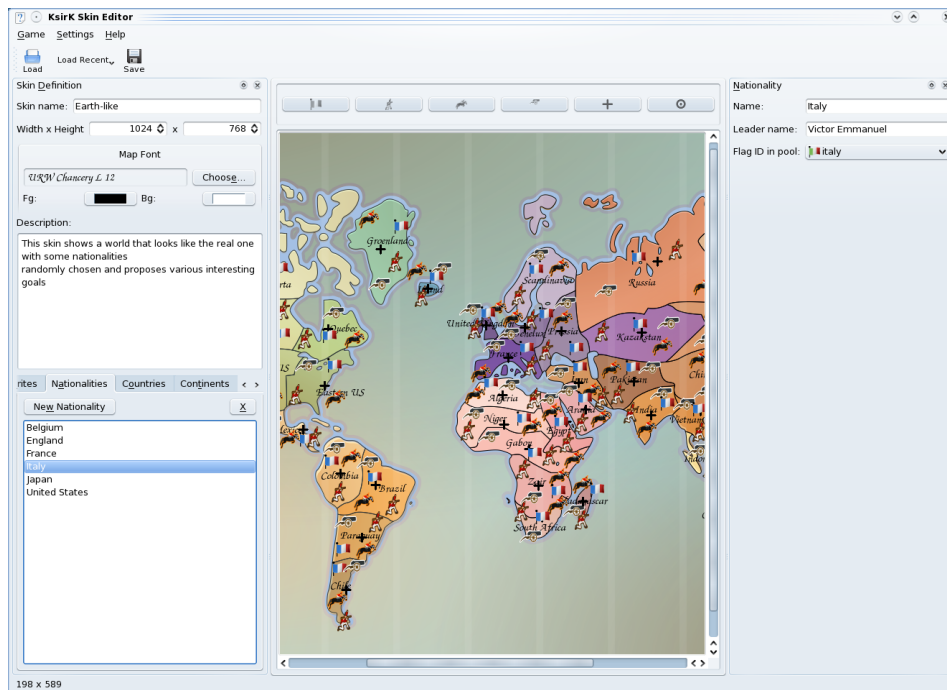 KsirK Skin Editor
Game Settings Help
Load
Load Recent
Save
Skin Definition
Skin name: Earth-like
Width x Height 1024 x 768
Map Font
URW Chancery L 12
Choose...
Fg: Bg:
Description:
This skin shows a world that looks like the real one
with some nationalities
randomly chosen and proposes various interesting
goals
rites Nationalities Countries Continents
New Nationality X
Belgium
England
France
Italy
Japan
United States
198 x 589
Groenland
Quebec
Eastern US
Colombia
Brazil
Paraguay
Chili
Scandinavia
Russia
United
Prussia
Kazakstan
France
Algeria
Niger
Gabon
Egypt
Pakistan
India
Vietnam
Zair
South Africa
Nationality
Name: Italy
Leader name: Victor Emmanuel
Flag ID in pool: italy